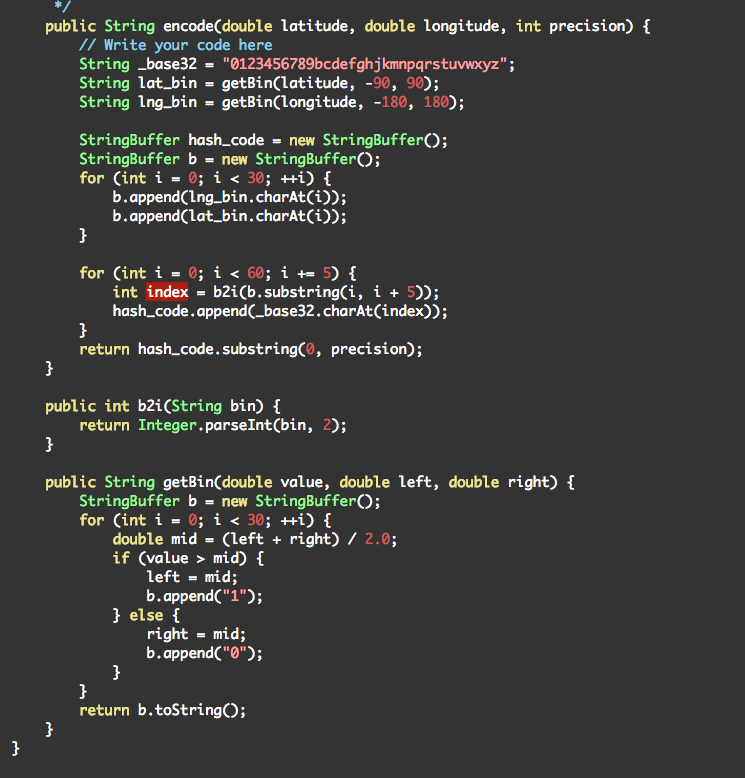 */
public String encode(double latitude, double longitude, int precision) {
// Write your code here
String _base32 = "0123456789bcdefghjkmnpqrstuvwxyz";
String lat_bin = getBin(latitude, -90, 90);
String lng_bin = getBin(longitude, -180, 180);
StringBuffer hash_code = new StringBuffer();
StringBuffer b = new StringBuffer();
for (int i = 0; i < 30; ++i) {
b.append(lng_bin.charAt(i));
b.append(lat_bin.charAt(i));
}
for (int i = 0; i < 60; i += 5) {
int index = b2i(b.substring(i, i + 5));
hash_code.append(_base32.charAt(index));
}
return hash_code.substring(0, precision);
}
public int b2i(String bin) {
return Integer.parseInt(bin, 2);
}
public String getBin(double value, double left, double right) {
StringBuffer b = new StringBuffer();
for (int i = 0; i < 30; ++i) {
double mid = (left + right) / 2.0;
if (value > mid) {
left = mid;
b.append("1");
} else {
right = mid;
b.append("0");
}
}
return b.toString();
}
}